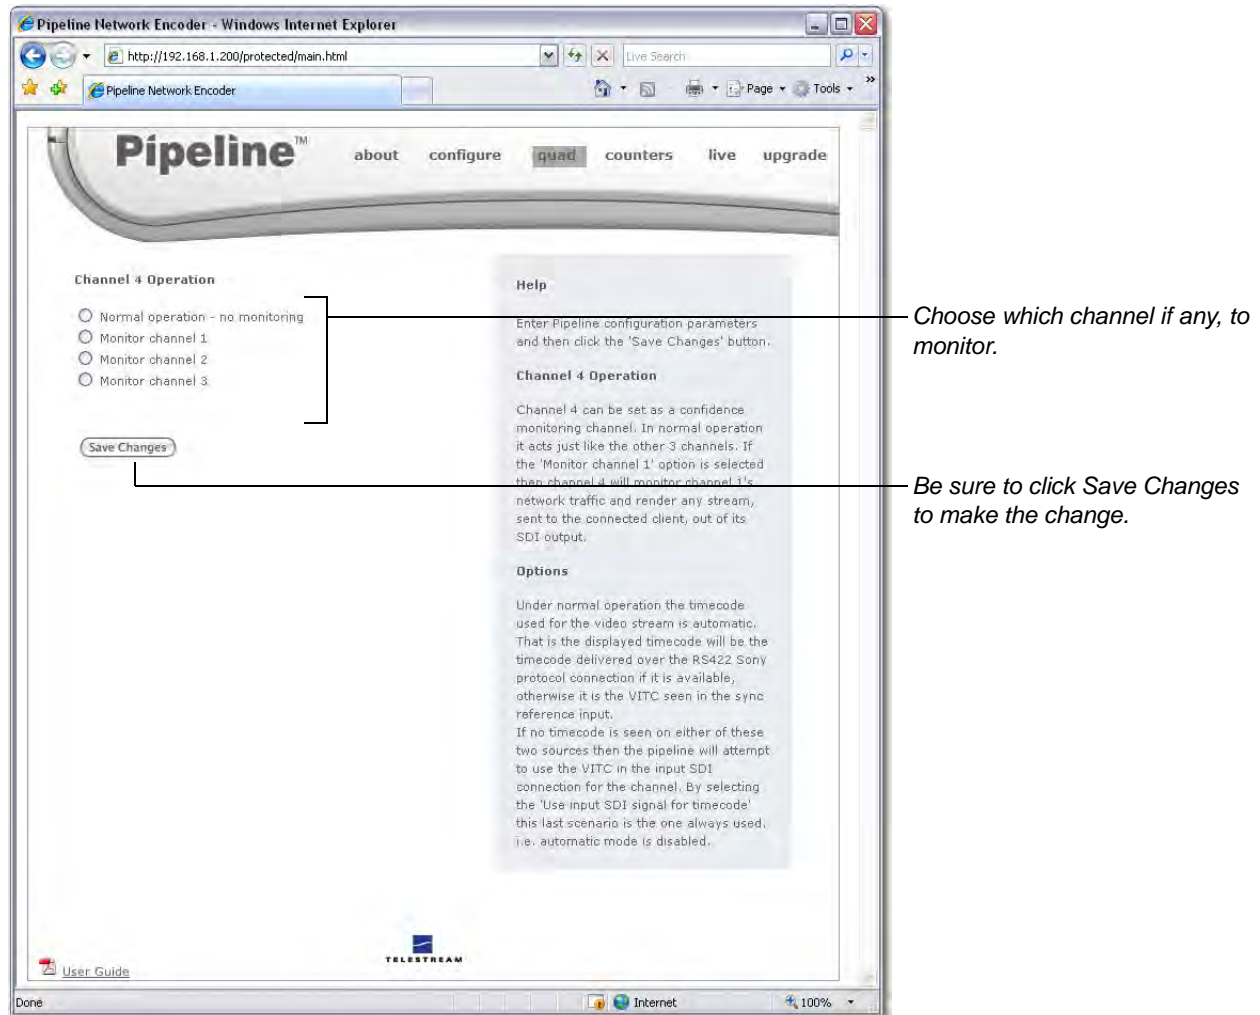 Pipeline Network Encoder - Windows Internet Explorer
http://192.168.1.200/protected/main.html
Live Search
Pipeline Network Encoder
Page
Tools
Pipeline™
about
configure
quad
counters
live
upgrade
Channel 4 Operation
Normal operation - no monitoring
Monitor channel 1
Monitor channel 2
Monitor channel 3
Save Changes
Help
Enter Pipeline configuration parameters
and then click the 'Save Changes' button.
Channel 4 Operation
Channel 4 can be set as a confidence
monitoring channel. In normal operation
it acts just like the other 3 channels. If
the 'Monitor channel 1' option is selected
then channel 4 will monitor channel 1's
network traffic and render any stream,
sent to the connected client, out of its
SDI output.
Options
Under normal operation the timecode
used for the video stream is automatic.
That is the displayed timecode will be the
timecode delivered over the RS422 Sony
protocol connection if it is available,
otherwise it is the VITC seen in the sync
reference input.
If no timecode is seen on either of these
two sources then the pipeline will attempt
to use the VITC in the input SDI
connection for the channel. By selecting
the 'Use input SDI signal for timecode'
this last scenario is the one always used.
i.e. automatic mode is disabled.
Choose which channel if any, to
monitor.
Be sure to click Save Changes
to make the change.
TELESTREAM
User Guide
Done
Internet
100%